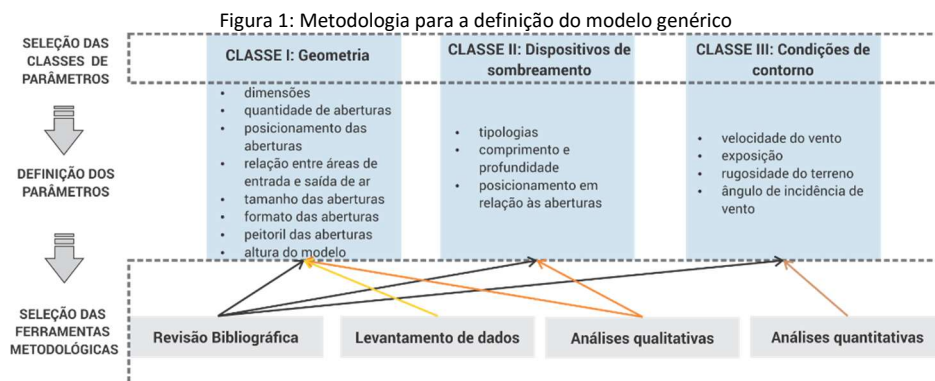 Figura 1: Metodologia para a definição do modelo genérico
SELEÇÃO DAS
CLASSES DE
PARÂMETROS
CLASSE I: Geometria
CLASSE II: Dispositivos de
sombreamento
CLASSE III: Condições de
contorno
DEFINIÇÃO DOS
PARÂMETROS
• dimensões
• quantidade de aberturas
• posicionamento das
aberturas
• relação entre áreas de
entrada e saída de ar
• tamanho das aberturas
• formato das aberturas
• peitoril das aberturas
• altura do modelo
• tipologias
• comprimento e
profundidade
• posicionamento em
relação às aberturas
• velocidade do vento
• exposição
• rugosidade do terreno
• ângulo de incidência de
vento
SELEÇÃO DAS
FERRAMENTAS
METODOLÓGICAS
Revisão Bibliográfica
Levantamento de dados
Análises qualitativas
Análises quantitativas